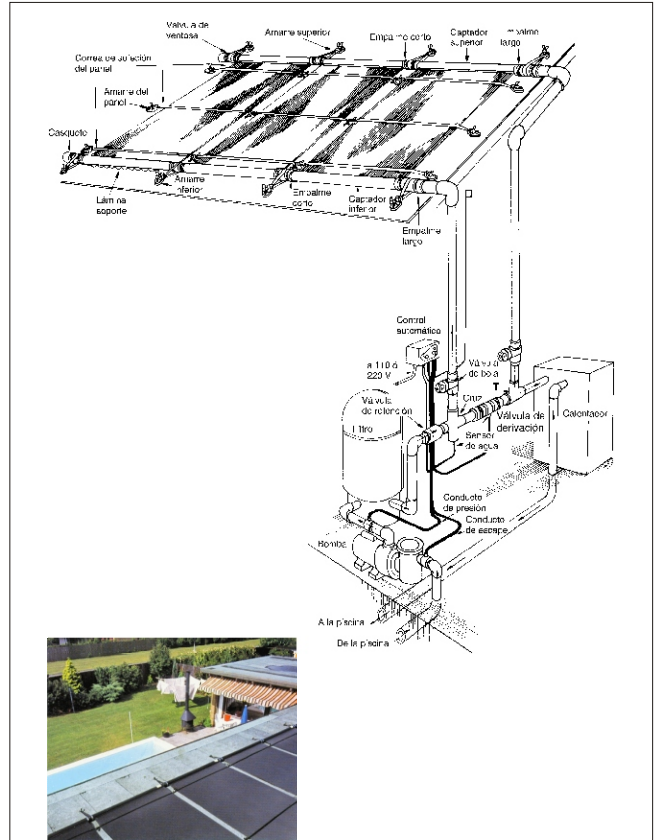 Válvula de
ventosa
Amarre superior
Empalme corto
Captador
superior
Empalme
largo
Correa de sujeción
del panel
Amarre del
panel
Casquete
Lámina
soporte
Amarre
inferior
Empalme
corto
Captador
inferior
Empalme
largo
Control
automático
a 110 ó
220 V
Válvula
de bola
T
Válvula
de retención
Cruz
Filtro
Sensor
de agua
Válvula de
derivación
Calentador
Conducto
de presión
Conducto
de escape
Bomba
A la piscina
De la piscina